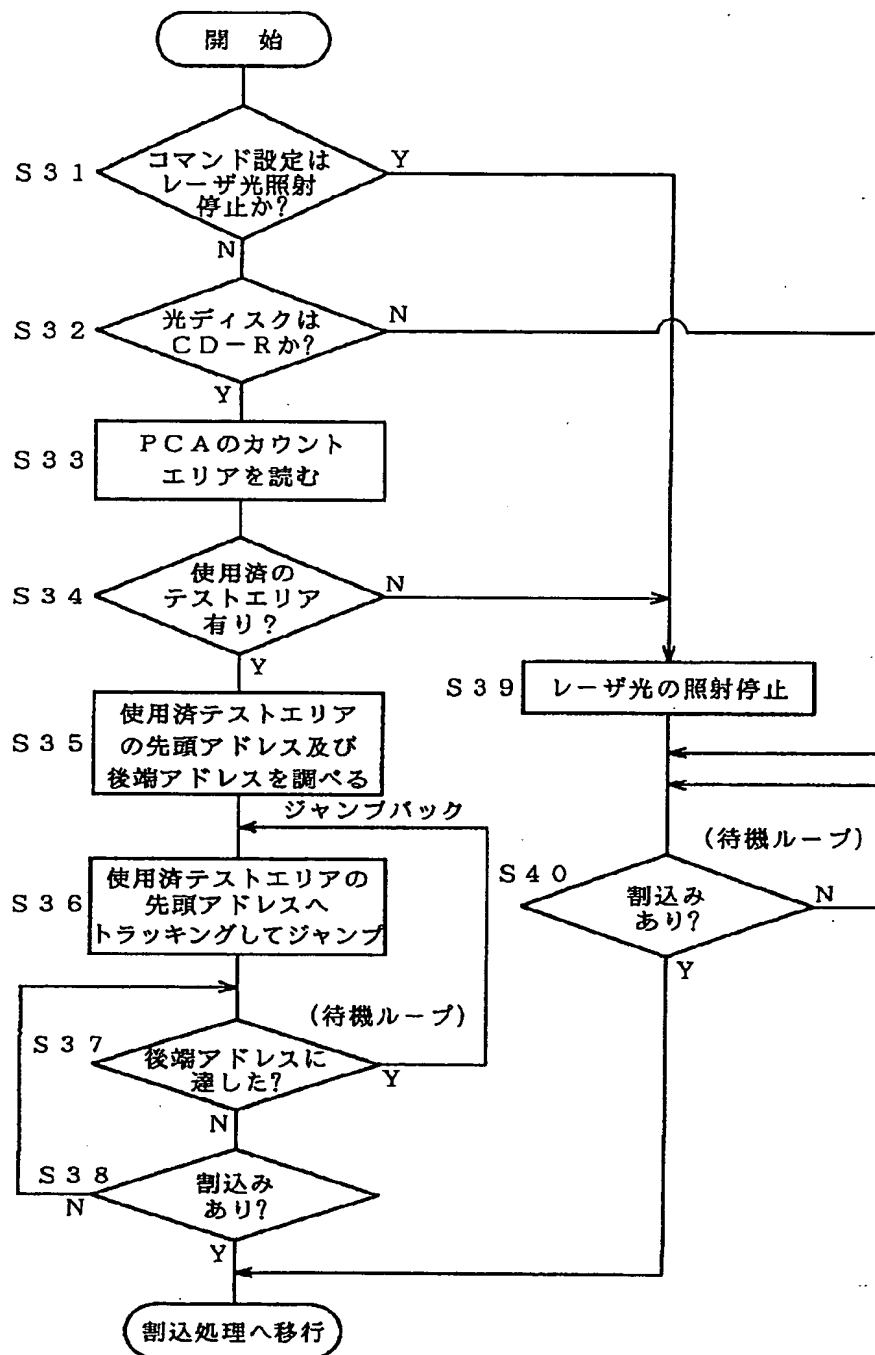 開 始
S31
コマンド設定は
レーザ光照射
停止か?
Y
N
S32
光ディスクは
CD-Rか?
N
Y
S33
PCAのカウント
エリアを読む
S34
使用済の
テストエリア
有り?
N
Y
S39
レーザ光の照射停止
S35
使用済テストエリア
の先頭アドレス及び
後端アドレスを調べる
ジャンプバック
(待機ループ)
S36
使用済テストエリアの
先頭アドレスへ
トラッキングしてジャンプ
S40
割込み
あり?
N
Y
(待機ループ)
S37
後端アドレスに
達した?
Y
N
S38
割込み
あり?
N
Y
割込処理へ移行